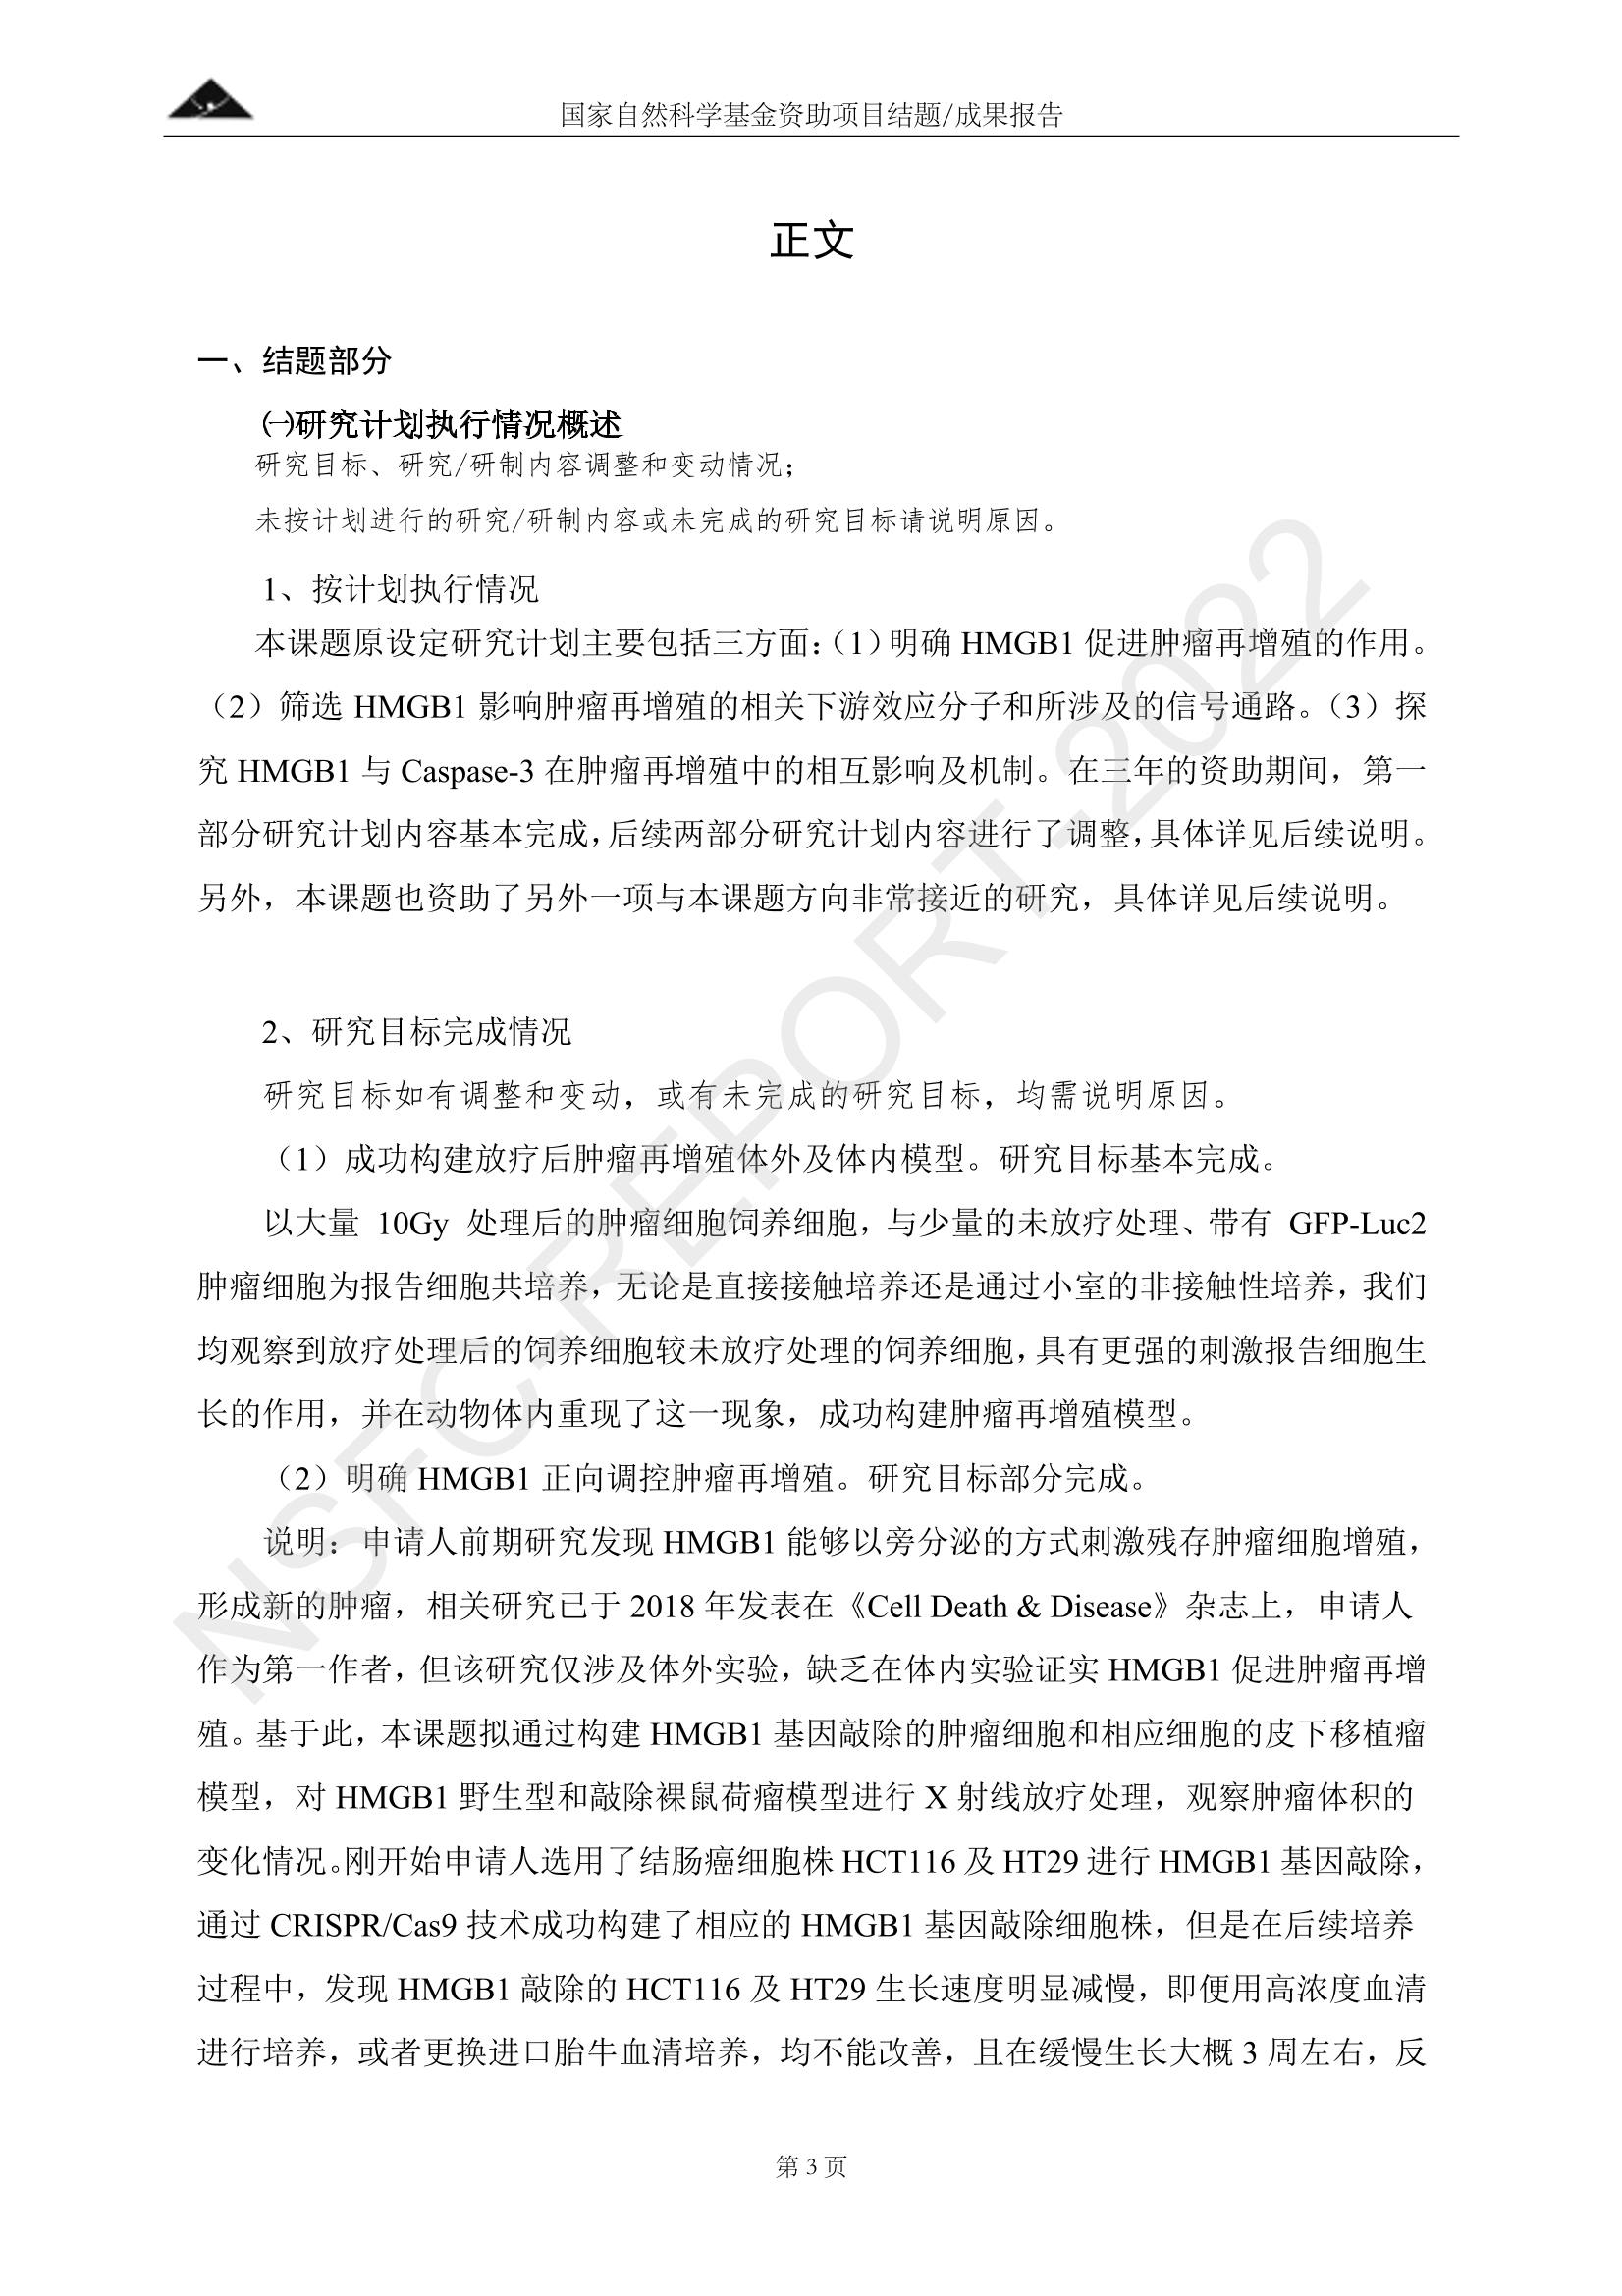 国家自然科学基金资助项目结题/成果报告
正文
一、结题部分
㈠研究计划执行情况概述
研究目标、研究/研制内容调整和变动情况；
未按计划进行的研究/研制内容或未完成的研究目标请说明原因。
1、按计划执行情况
本课题原设定研究计划主要包括三方面：（1）明确 HMGB1 促进肿瘤再增殖的作用。
（2）筛选 HMGB1 影响肿瘤再增殖的相关下游效应分子和所涉及的信号通路。（3）探
究 HMGB1 与 Caspase-3 在肿瘤再增殖中的相互影响及机制。在三年的资助期间，第一
部分研究计划内容基本完成，后续两部分研究计划内容进行了调整，具体详见后续说明。
另外，本课题也资助了另外一项与本课题方向非常接近的研究，具体详见后续说明。
2、研究目标完成情况
研究目标如有调整和变动，或有未完成的研究目标，均需说明原因。
（1）成功构建放疗后肿瘤再增殖体外及体内模型。研究目标基本完成。
以大量 10Gy 处理后的肿瘤细胞饲养细胞，与少量的未放疗处理、带有 GFP-Luc2
肿瘤细胞为报告细胞共培养，无论是直接接触培养还是通过小室的非接触性培养，我们
均观察到放疗处理后的饲养细胞较未放疗处理的饲养细胞，具有更强的刺激报告细胞生
长的作用，并在动物体内重现了这一现象，成功构建肿瘤再增殖模型。
（2）明确 HMGB1 正向调控肿瘤再增殖。研究目标部分完成。
说明：申请人前期研究发现 HMGB1 能够以旁分泌的方式刺激残存肿瘤细胞增殖，
形成新的肿瘤，相关研究已于 2018 年发表在《Cell Death & Disease》杂志上，申请人
作为第一作者，但该研究仅涉及体外实验，缺乏在体内实验证实 HMGB1 促进肿瘤再增
殖。基于此，本课题拟通过构建 HMGB1 基因敲除的肿瘤细胞和相应细胞的皮下移植瘤
模型，对 HMGB1 野生型和敲除裸鼠荷瘤模型进行 X 射线放疗处理，观察肿瘤体积的
变化情况。刚开始申请人选用了结肠癌细胞株 HCT116 及 HT29 进行 HMGB1 基因敲除，
通过 CRISPR/Cas9 技术成功构建了相应的 HMGB1 基因敲除细胞株，但是在后续培养
过程中，发现 HMGB1 敲除的 HCT116 及 HT29 生长速度明显减慢，即便用高浓度血清
进行培养，或者更换进口胎牛血清培养，均不能改善，且在缓慢生长大概 3 周左右，反
第 3 页
NSFC-REPORT-2022